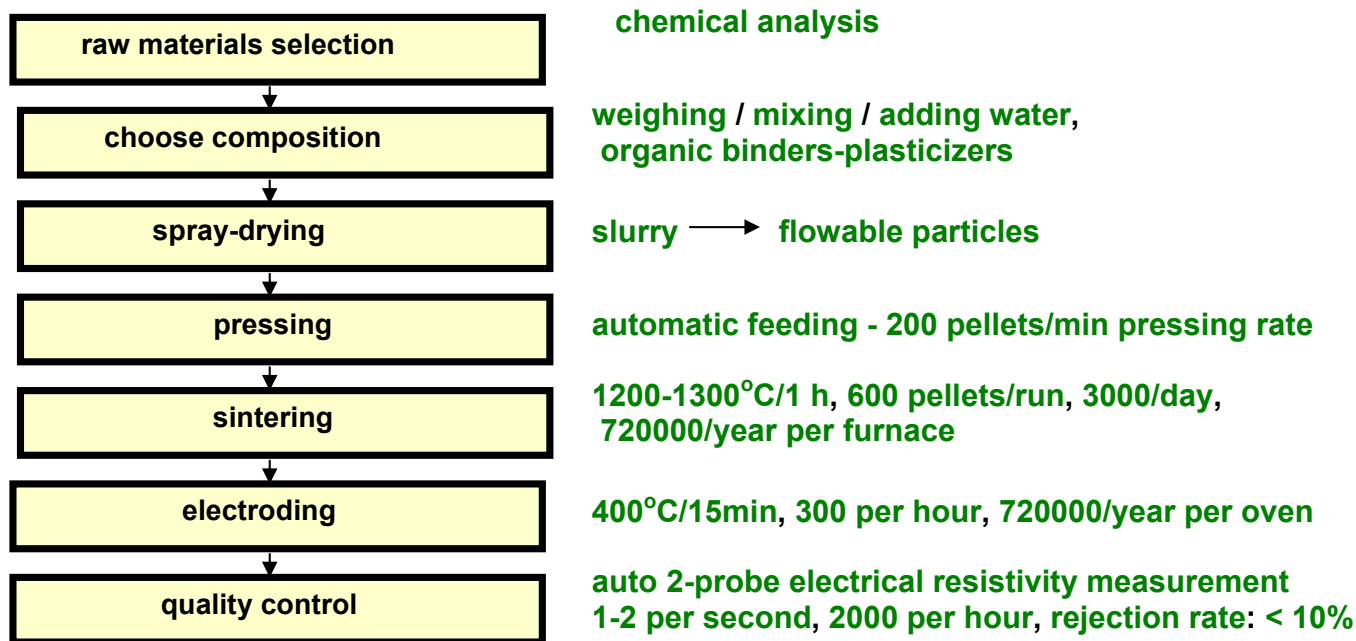 raw materials selection
chemical analysis
choose composition
weighing / mixing / adding water,
organic binders-plasticizers
spray-drying
slurry → flowable particles
pressing
automatic feeding - 200 pellets/min pressing rate
sintering
1200-1300°C/1 h, 600 pellets/run, 3000/day,
720000/year per furnace
electroding
400°C/15min, 300 per hour, 720000/year per oven
quality control
auto 2-probe electrical resistivity measurement
1-2 per second, 2000 per hour, rejection rate: < 10%